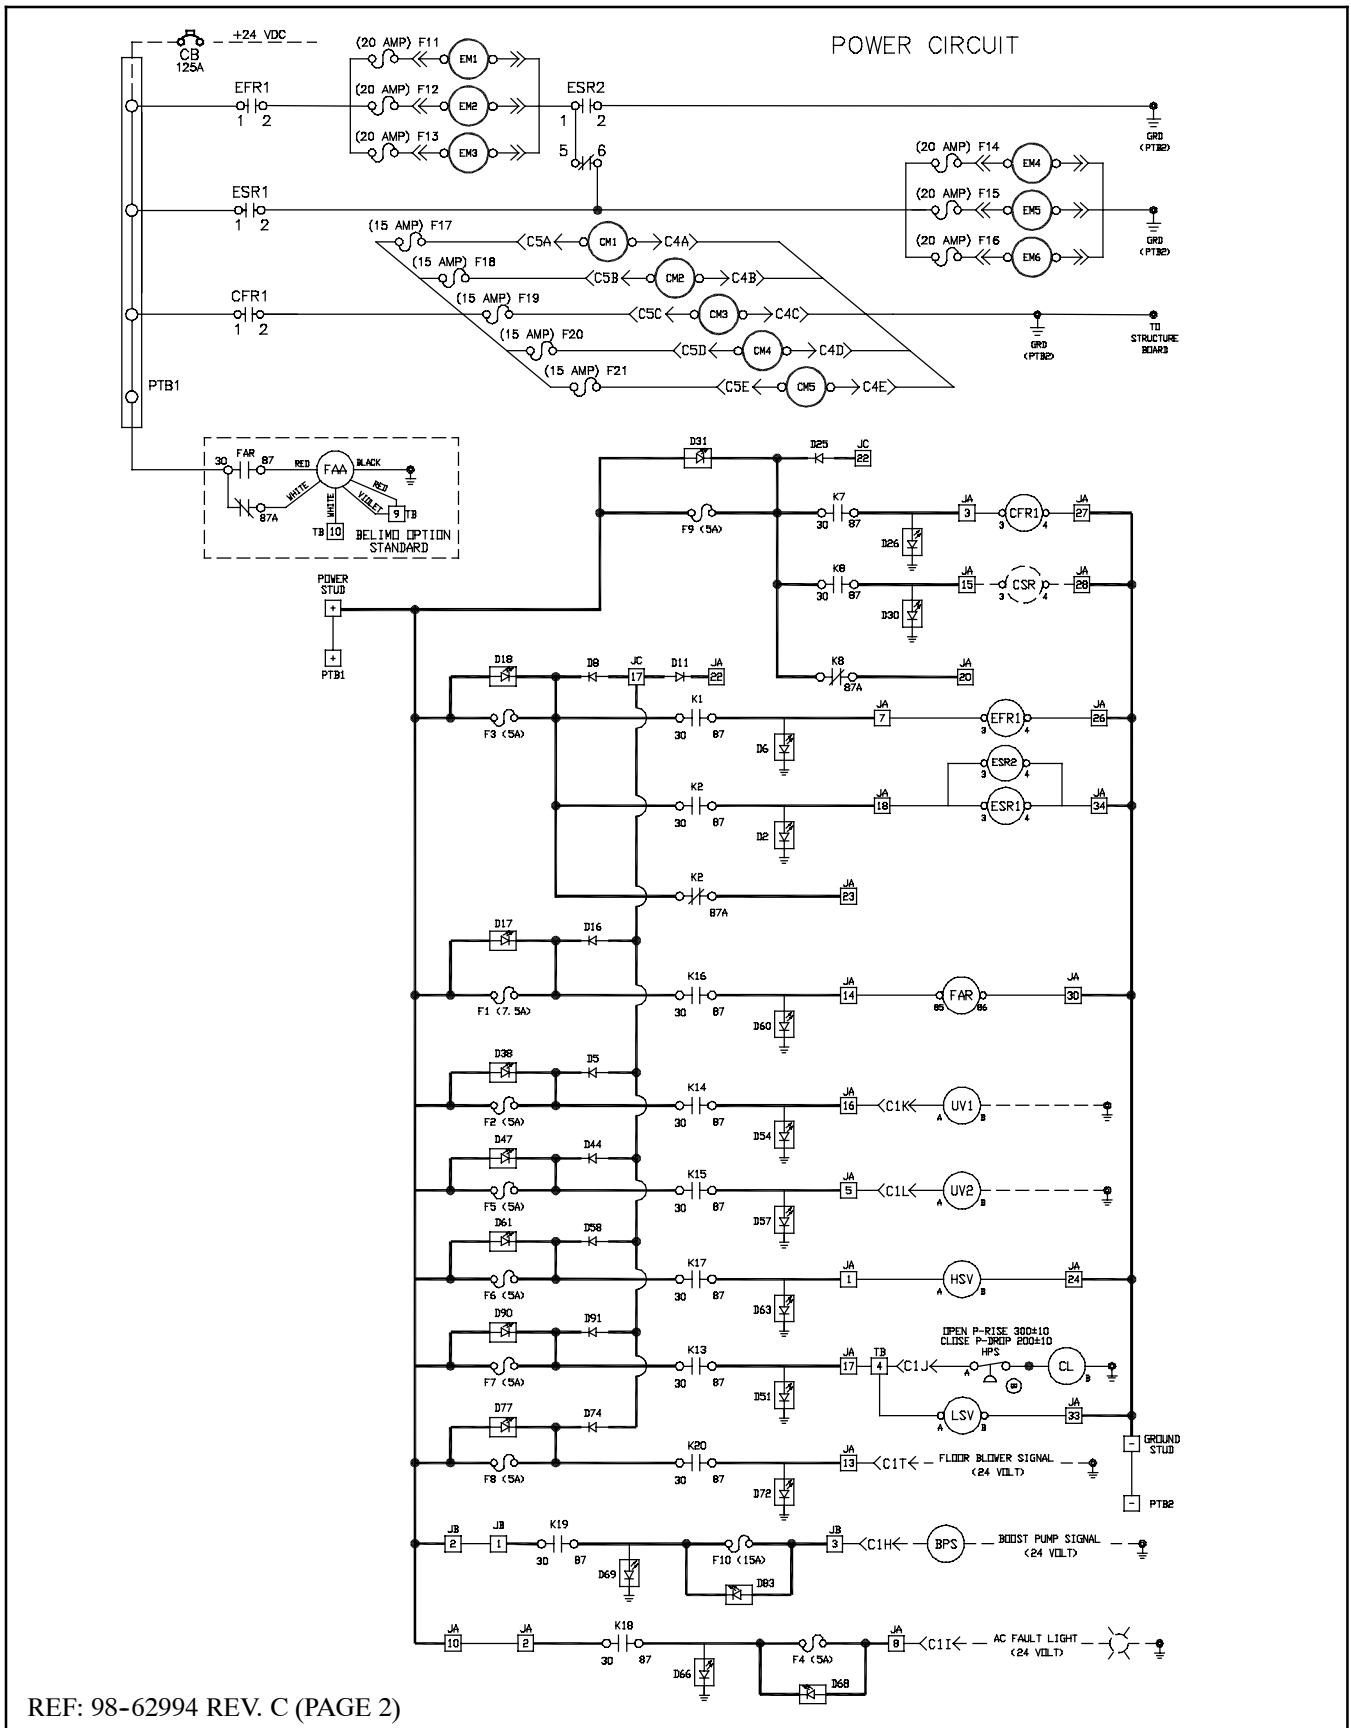 +24 VDC
CB
125A
POWER CIRCUIT
(20 AMP) F11
EM1
EFR1
1 2
(20 AMP) F12
EM2
ESR2
1 2
GRD
(PTB2)
(20 AMP) F13
EM3
5 6
(20 AMP) F14
EM4
ESR1
1 2
(20 AMP) F15
EM5
GRD
(PTB2)
(20 AMP) F16
EM6
(15 AMP) F17
C5A
CM1
C4A
(15 AMP) F18
C5B
CM2
C4B
CFR1
1 2
(15 AMP) F19
C5C
CM3
C4C
GRD
(PTB2)
TO
STRUCTURE
BOARD
(15 AMP) F20
C5D
CM4
C4D
(15 AMP) F21
C5E
CM5
C4E
PTB1
30 FAR 87 RED FAA BLACK
87A WHITE WHITE VIOLET RED
9 TB
TB 10 BELIMO OPTION
STANDARD
D31 D25 JC
22
F9 (5A)
K7
30 87
D26
JA
3
CFR1
3 4
JA
27
K8
30 87
D30
JA
15
CSR
3 4
JA
28
K8
87A
JA
20
POWER
STUD
+
+
PTB1
D18 D8 JC
17
D11 JA
22
F3 (5A)
K1
30 87
D6
JA
7
EFR1
3 4
JA
26
ESR2
3 4
K2
30 87
D2
JA
18
ESR1
3 4
JA
34
K2
87A
JA
23
D17 D16
F1 (7.5A)
K16
30 87
D60
JA
14
FAR
85 86
JA
30
D38 D5
F2 (5A)
K14
30 87
D54
JA
16
C1K
UV1
A B
D47 D44
F5 (5A)
K15
30 87
D57
JA
5
C1L
UV2
A B
D61 D58
F6 (5A)
K17
30 87
D63
JA
1
HSV
A B
JA
24
D90 D91
F7 (5A)
K13
30 87
D51
JA
17
TB
4
C1J
OPEN P-RISE 300±10
CLOSE P-DROP 200±10
HPS
A B
CL
B
LSV
A B
JA
33
D77 D74
F8 (5A)
K20
30 87
D72
JA
13
C1T
FLOOR BLOWER SIGNAL
(24 VOLT)
- GROUND
STUD
- PTB2
JB
2
JB
1
K19
30 87
D69
F10 (15A)
D83
JB
3
C1H
BPS
BOOST PUMP SIGNAL
(24 VOLT)
JA
10
JA
2
K18
30 87
D66
F4 (5A)
D68
JA
8
C1I
AC FAULT LIGHT
(24 VOLT)
REF: 98-62994 REV. C (PAGE 2)